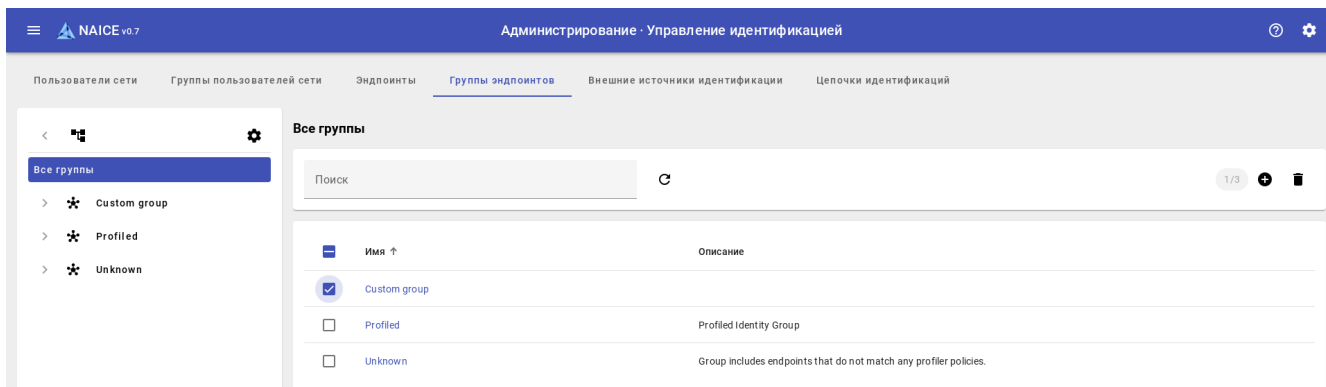 NAICE v0.7
Администрирование · Управление идентификацией
Пользователи сети Группы пользователей сети Эндпоинты Группы эндпоинтов Внешние источники идентификации Цепочки идентификаций
Все группы
Custom group
Profiled
Unknown
Все группы
Поиск
1/3
Имя ↑ Описание
Custom group
Profiled Profiled Identity Group
Unknown Group includes endpoints that do not match any profiler policies.